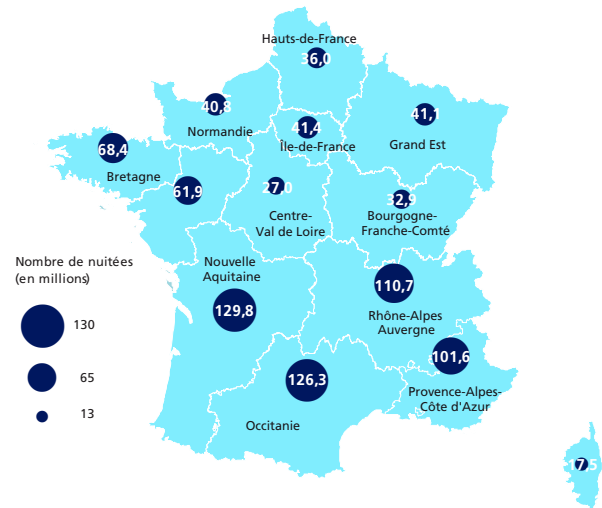 Hauts-de-France
36,0
40,8
Normandie
41,4
Île-de-France
41,1
Grand Est
68,4
Bretagne
61,9
27,0
Centre-
Val de Loire
32,9
Bourgogne-
Franche-Comté
Nombre de nuitées
(en millions)
130
65
13
Nouvelle
Aquitaine
129,8
110,7
Rhône-Alpes
Auvergne
101,6
Provence-Alpes-
Côte d'Azur
126,3
Occitanie
17,5